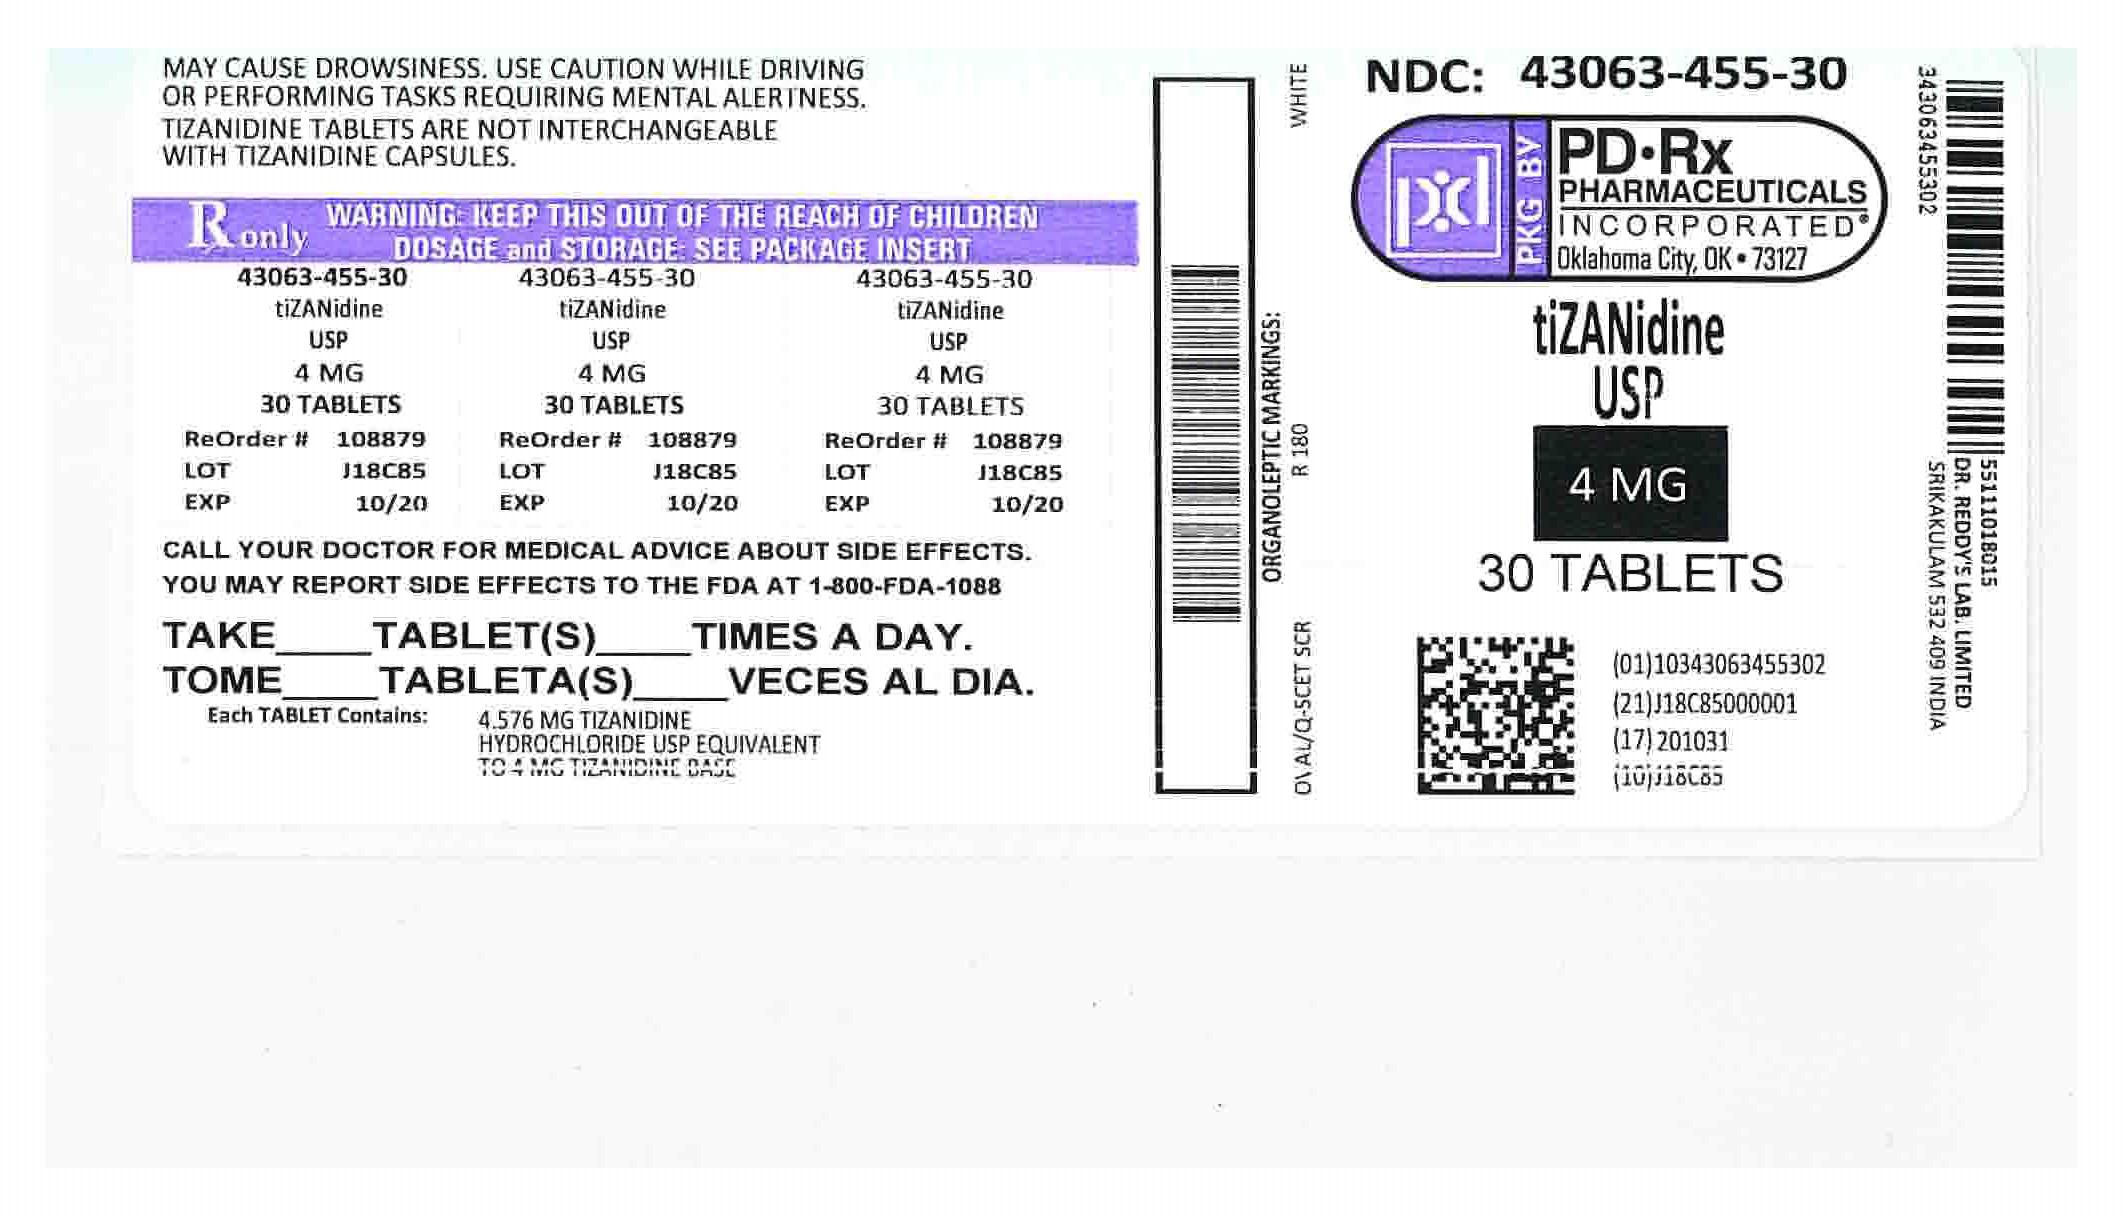 MAY CAUSE DROWSINESS. USE CAUTION WHILE DRIVING
OR PERFORMING TASKS REQUIRING MENTAL ALERTNESS.
TIZANIDINE TABLETS ARE NOT INTERCHANGEABLE
WITH TIZANIDINE CAPSULES.
R only
WARNING: KEEP THIS OUT OF THE REACH OF CHILDREN
DOSAGE and STORAGE: SEE PACKAGE INSERT
43063-455-30 43063-455-30 43063-455-30
tiZANidine tiZANidine tiZANidine
USP USP USP
4 MG 4 MG 4 MG
30 TABLETS 30 TABLETS 30 TABLETS
ReOrder # 108879 ReOrder # 108879 ReOrder # 108879
LOT J18C85 LOT J18C85 LOT J18C85
EXP 10/20 EXP 10/20 EXP 10/20
CALL YOUR DOCTOR FOR MEDICAL ADVICE ABOUT SIDE EFFECTS.
YOU MAY REPORT SIDE EFFECTS TO THE FDA AT 1-800-FDA-1088
TAKE____TABLET(S)____TIMES A DAY.
TOME____TABLETA(S)____VECES AL DIA.
Each TABLET Contains: 4.576 MG TIZANIDINE
HYDROCHLORIDE USP EQUIVALENT
TO 4 MG TIZANIDINE BASE
ORGANOLEPTIC MARKINGS:
OVAL/Q-SCET SCR R 180 WHITE
NDC: 43063-455-30
pd
PKG BY
PD•Rx
PHARMACEUTICALS
INCORPORATED®
Oklahoma City, OK • 73127
tiZANidine
USP
4 MG
30 TABLETS
(01)10343063455302
(21)J18C85000001
(17)201031
(10)J18C85
343063455302
55111018015
DR. REDDY'S LAB. LIMITED
SRIKAKULAM 532 409 INDIA